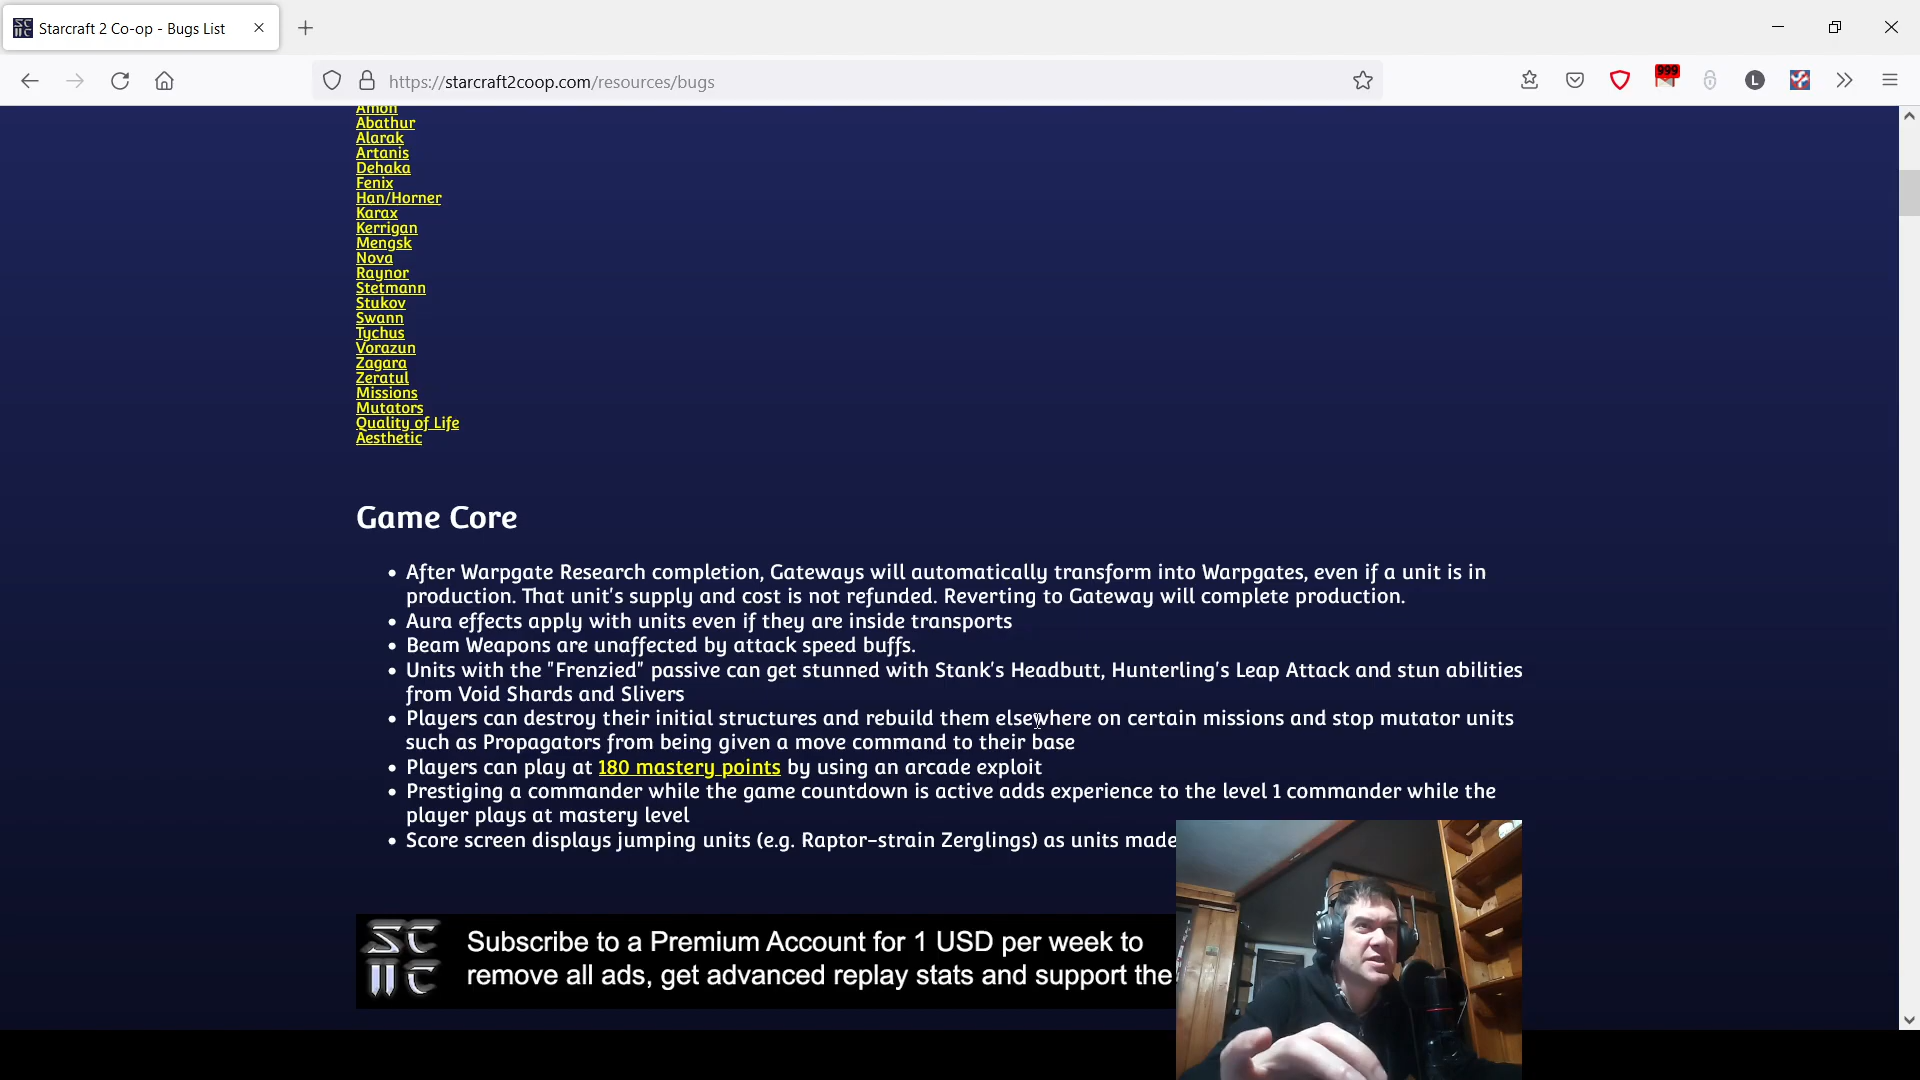 Starcraft 2 Co-op - Bugs List
https://starcraft2coop.com/resources/bugs
999
L
Amon
Abathur
Alarak
Artanis
Dehaka
Fenix
Han/Horner
Karax
Kerrigan
Mengsk
Nova
Raynor
Stetmann
Stukov
Swann
Tychus
Vorazun
Zagara
Zeratul
Missions
Mutators
Quality of Life
Aesthetic
Game Core
• After Warpgate Research completion, Gateways will automatically transform into Warpgates, even if a unit is in
production. That unit's supply and cost is not refunded. Reverting to Gateway will complete production.
• Aura effects apply with units even if they are inside transports
• Beam Weapons are unaffected by attack speed buffs.
• Units with the "Frenzied" passive can get stunned with Stank's Headbutt, Hunterling's Leap Attack and stun abilities
from Void Shards and Slivers
• Players can destroy their initial structures and rebuild them elsewhere on certain missions and stop mutator units
such as Propagators from being given a move command to their base
• Players can play at 180 mastery points by using an arcade exploit
• Prestiging a commander while the game countdown is active adds experience to the level 1 commander while the
player plays at mastery level
• Score screen displays jumping units (e.g. Raptor-strain Zerglings) as units made
SC
IIC
Subscribe to a Premium Account for 1 USD per week to
remove all ads, get advanced replay stats and support the